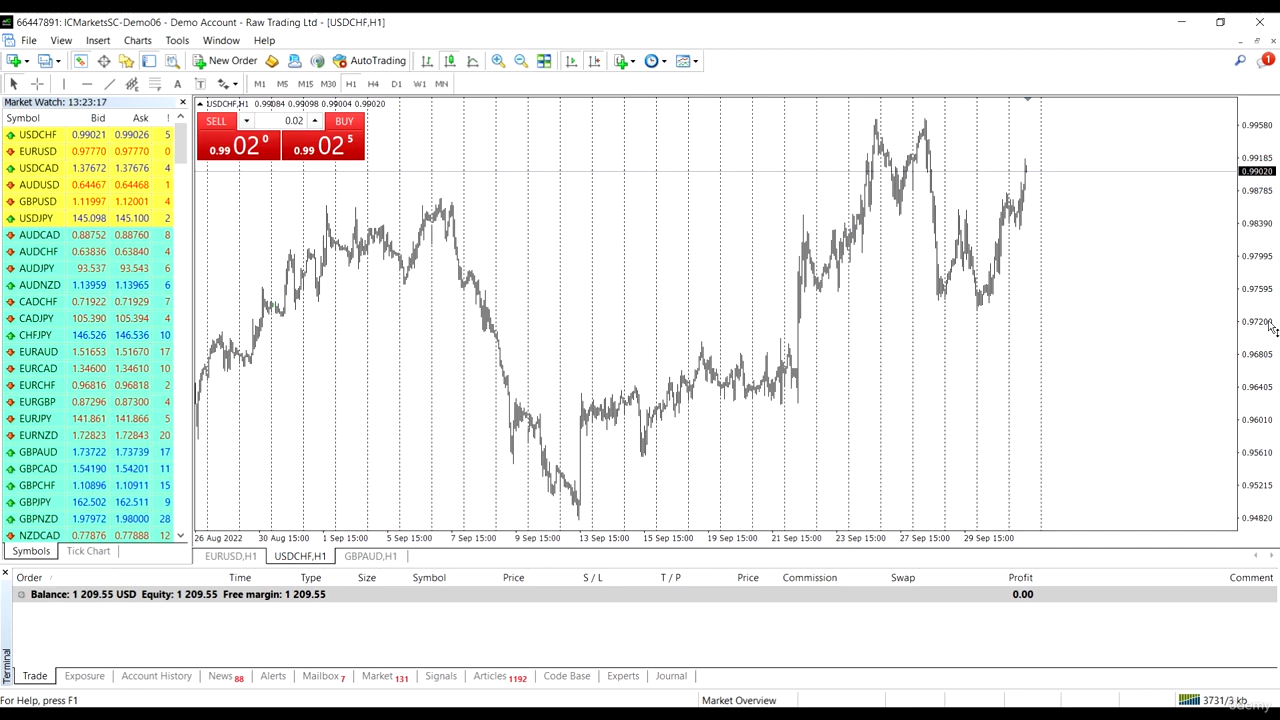 66447891: ICMarketsSC-Demo06 - Demo Account - Raw Trading Ltd - [USDCHF,H1]
File View Insert Charts Tools Window Help
New Order AutoTrading 1
A T M1 M5 M15 M30 H1 H4 D1 W1 MN
Market Watch: 13:23:17
Symbol Bid Ask !
USDCHF 0.99021 0.99026 5
EURUSD 0.97770 0.97770 0
USDCAD 1.37672 1.37676 4
AUDUSD 0.64467 0.64468 1
GBPUSD 1.11997 1.12001 4
USDJPY 145.098 145.100 2
AUDCAD 0.88752 0.88760 8
AUDCHF 0.63836 0.63840 4
AUDJPY 93.537 93.543 6
AUDNZD 1.13959 1.13965 6
CADCHF 0.71922 0.71929 7
CADJPY 105.390 105.394 4
CHFJPY 146.526 146.536 10
EURAUD 1.51653 1.51670 17
EURCAD 1.34600 1.34610 10
EURCHF 0.96816 0.96818 2
EURGBP 0.87296 0.87300 4
EURJPY 141.861 141.866 5
EURNZD 1.72823 1.72843 20
GBPAUD 1.73722 1.73739 17
GBPCAD 1.54190 1.54201 11
GBPCHF 1.10896 1.10911 15
GBPJPY 162.502 162.511 9
GBPNZD 1.97972 1.98000 28
NZDCAD 0.77876 0.77888 12
Symbols Tick Chart
USDCHF,H1 0.99084 0.99098 0.99004 0.99020
SELL 0.02 BUY
0.99 02 0 0.99 02 5
0.99580
0.99185
0.99020
0.98785
0.98390
0.97995
0.97595
0.97200
0.96805
0.96405
0.96010
0.95610
0.95215
0.94820
26 Aug 2022 30 Aug 15:00 1 Sep 15:00 5 Sep 15:00 7 Sep 15:00 9 Sep 15:00 13 Sep 15:00 15 Sep 15:00 19 Sep 15:00 21 Sep 15:00 23 Sep 15:00 27 Sep 15:00 29 Sep 15:00
EURUSD,H1 USDCHF,H1 GBPAUD,H1
Order / Time Type Size Symbol Price S / L T / P Price Commission Swap Profit Comment
Balance: 1 209.55 USD Equity: 1 209.55 Free margin: 1 209.55 0.00
Terminal
Trade Exposure Account History News 88 Alerts Mailbox 7 Market 131 Signals Articles 1192 Code Base Experts Journal
For Help, press F1 Market Overview 3731/3 kb
udemy